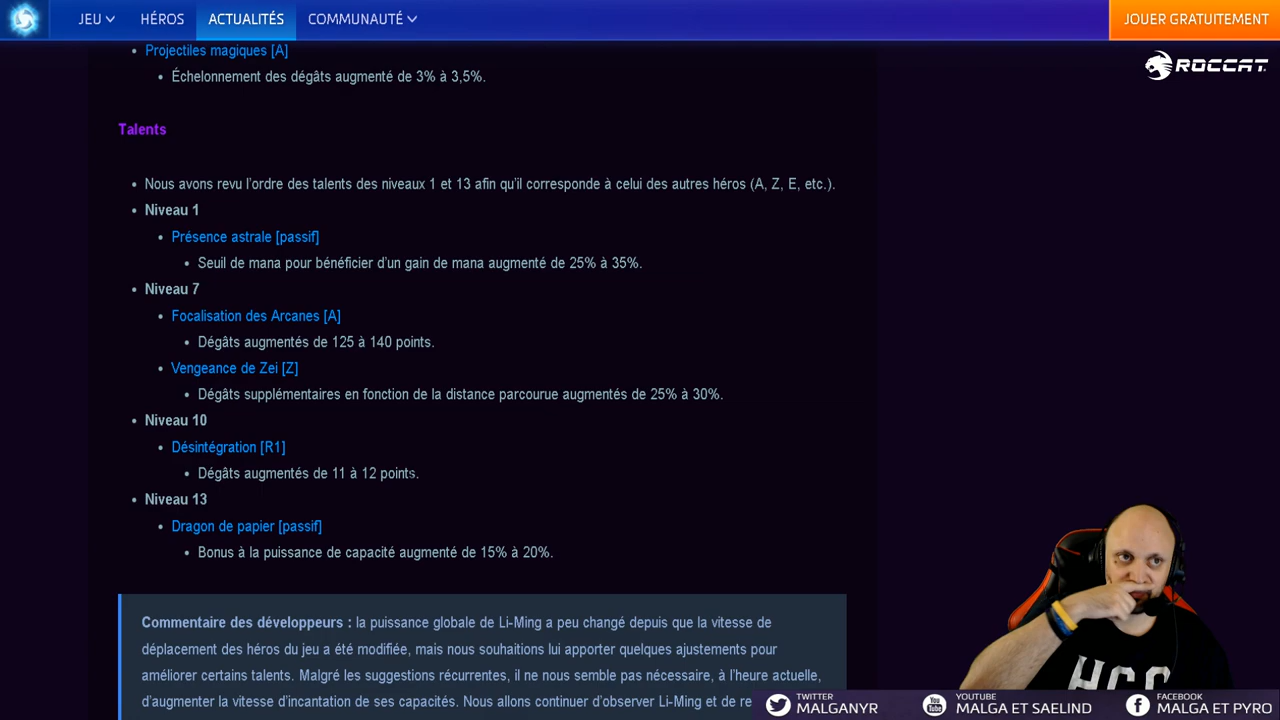 JEU HÉROS ACTUALITÉS COMMUNAUTÉ JOUER GRATUITEMENT
Projectiles magiques [A]
ROCCAT
Échelonnement des dégâts augmenté de 3% à 3,5%.
Talents
Nous avons revu l'ordre des talents des niveaux 1 et 13 afin qu'il corresponde à celui des autres héros (A, Z, E, etc.).
Niveau 1
Présence astrale [passif]
Seuil de mana pour bénéficier d'un gain de mana augmenté de 25% à 35%.
Niveau 7
Focalisation des Arcanes [A]
Dégâts augmentés de 125 à 140 points.
Vengeance de Zei [Z]
Dégâts supplémentaires en fonction de la distance parcourue augmentés de 25% à 30%.
Niveau 10
Désintégration [R1]
Dégâts augmentés de 11 à 12 points.
Niveau 13
Dragon de papier [passif]
Bonus à la puissance de capacité augmenté de 15% à 20%.
Commentaire des développeurs : la puissance globale de Li-Ming a peu changé depuis que la vitesse de
déplacement des héros du jeu a été modifiée, mais nous souhaitions lui apporter quelques ajustements pour
améliorer certains talents. Malgré les suggestions récurrentes, il ne nous semble pas nécessaire, à l'heure actuelle,
d'augmenter la vitesse d'incantation de ses capacités. Nous allons continuer d'observer Li-Ming et de re
HCC
TWITTER
MALGANYR
YOUTUBE
MALGA ET SAELIND
FACEBOOK
MALGA ET PYRO